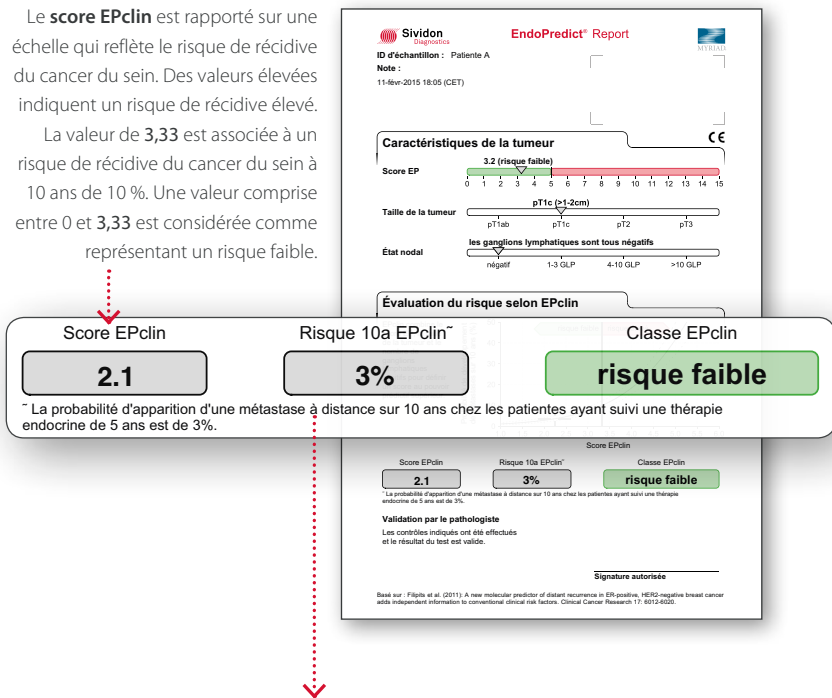 Le score EPclin est rapporté sur une
échelle qui reflète le risque de récidive
du cancer du sein. Des valeurs élevées
indiquent un risque de récidive élevé.
La valeur de 3,33 est associée à un
risque de récidive du cancer du sein à
10 ans de 10 %. Une valeur comprise
entre 0 et 3,33 est considérée comme
représentant un risque faible.
Sividon
Diagnostics
EndoPredict® Report
MYRIAD
ID d'échantillon : Patiente A
Note :
11-févr-2015 18:05 (CET)
Caractéristiques de la tumeur
CE
3.2 (risque faible)
Score EP
0 1 2 3 4 5 6 7 8 9 10 11 12 13 14 15
pT1c (>1-2cm)
Taille de la tumeur
pT1ab pT1c pT2 pT3
les ganglions lymphatiques sont tous négatifs
État nodal
négatif 1-3 GLP 4-10 GLP >10 GLP
Évaluation du risque selon EPclin
Score EPclin Risque 10a EPclin˜ Classe EPclin
2.1 3% risque faible
˜ La probabilité d'apparition d'une métastase à distance sur 10 ans chez les patientes ayant suivi une thérapie
endocrine de 5 ans est de 3%.
Score EPclin
Score EPclin Risque 10a EPclin˜ Classe EPclin
2.1 3% risque faible
˜ La probabilité d'apparition d'une métastase à distance sur 10 ans chez les patientes ayant suivi une thérapie
endocrine de 5 ans est de 3%.
Validation par le pathologiste
Les contrôles indiqués ont été effectués
et le résultat du test est valide.
Signature autorisée
Basé sur : Filipits et al. (2011): A new molecular predictor of distant recurrence in ER-positive, HER2-negative breast cancer
adds independent information to conventional clinical risk factors. Clinical Cancer Research 17: 6012-6020.